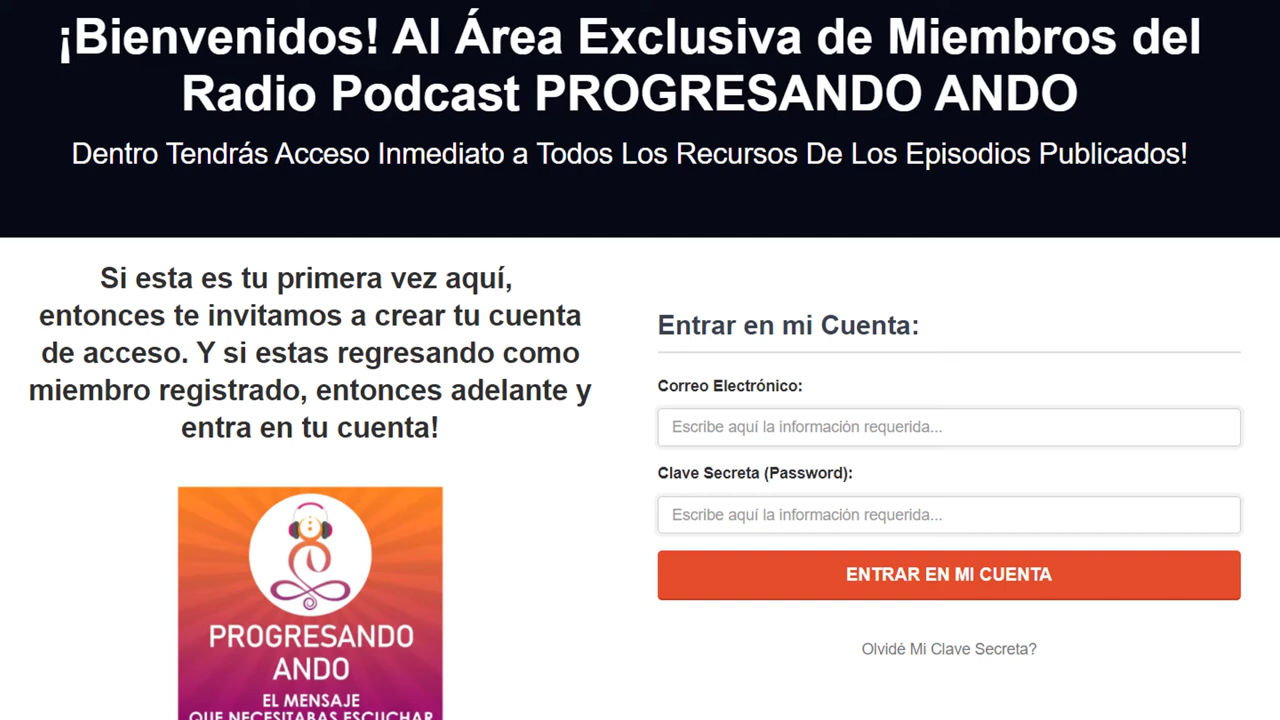 ¡Bienvenidos! Al Área Exclusiva de Miembros del
Radio Podcast PROGRESANDO ANDO
Dentro Tendrás Acceso Inmediato a Todos Los Recursos De Los Episodios Publicados!
Si esta es tu primera vez aquí,
entonces te invitamos a crear tu cuenta
de acceso. Y si estas regresando como
miembro registrado, entonces adelante y
entra en tu cuenta!
PROGRESANDO
ANDO
EL MENSAJE
QUE NECESITABAS ESCUCHAR
Entrar en mi Cuenta:
Correo Electrónico:
Escribe aquí la información requerida...
Clave Secreta (Password):
Escribe aquí la información requerida...
ENTRAR EN MI CUENTA
Olvidé Mi Clave Secreta?